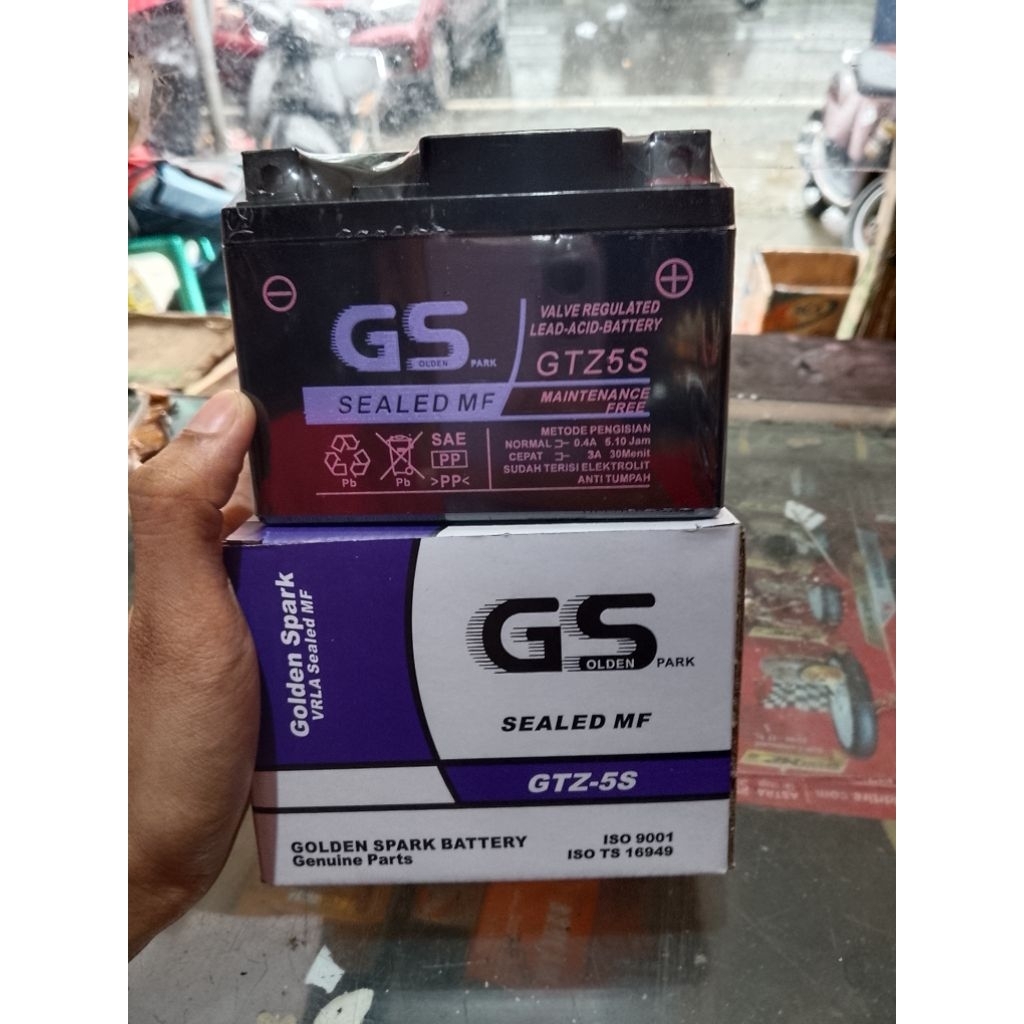 GS
OLDEN PARK
VALVE REGULATED
LEAD-ACID-BATTERY
GTZ5S
SEALED MF
MAINTENANCE
FREE
Pb
Pb
SAE
PP
>PP<
METODE PENGISIAN
NORMAL 0.4A 5.10 Jam
CEPAT 3A 30Menit
SUDAH TERISI ELEKTROLIT
ANTI TUMPAH
Golden Spark
VRLA Sealed MF
GS
OLDEN PARK
SEALED MF
GTZ-5S
GOLDEN SPARK BATTERY
Genuine Parts
ISO 9001
ISO TS 16949